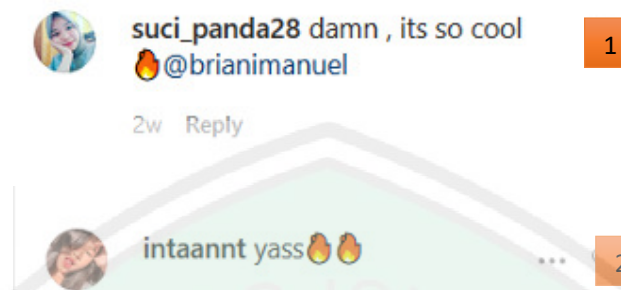 suci_panda28 damn , its so cool
🔥@brianimanuel
1
2w Reply
intaannt yass🔥🔥
2